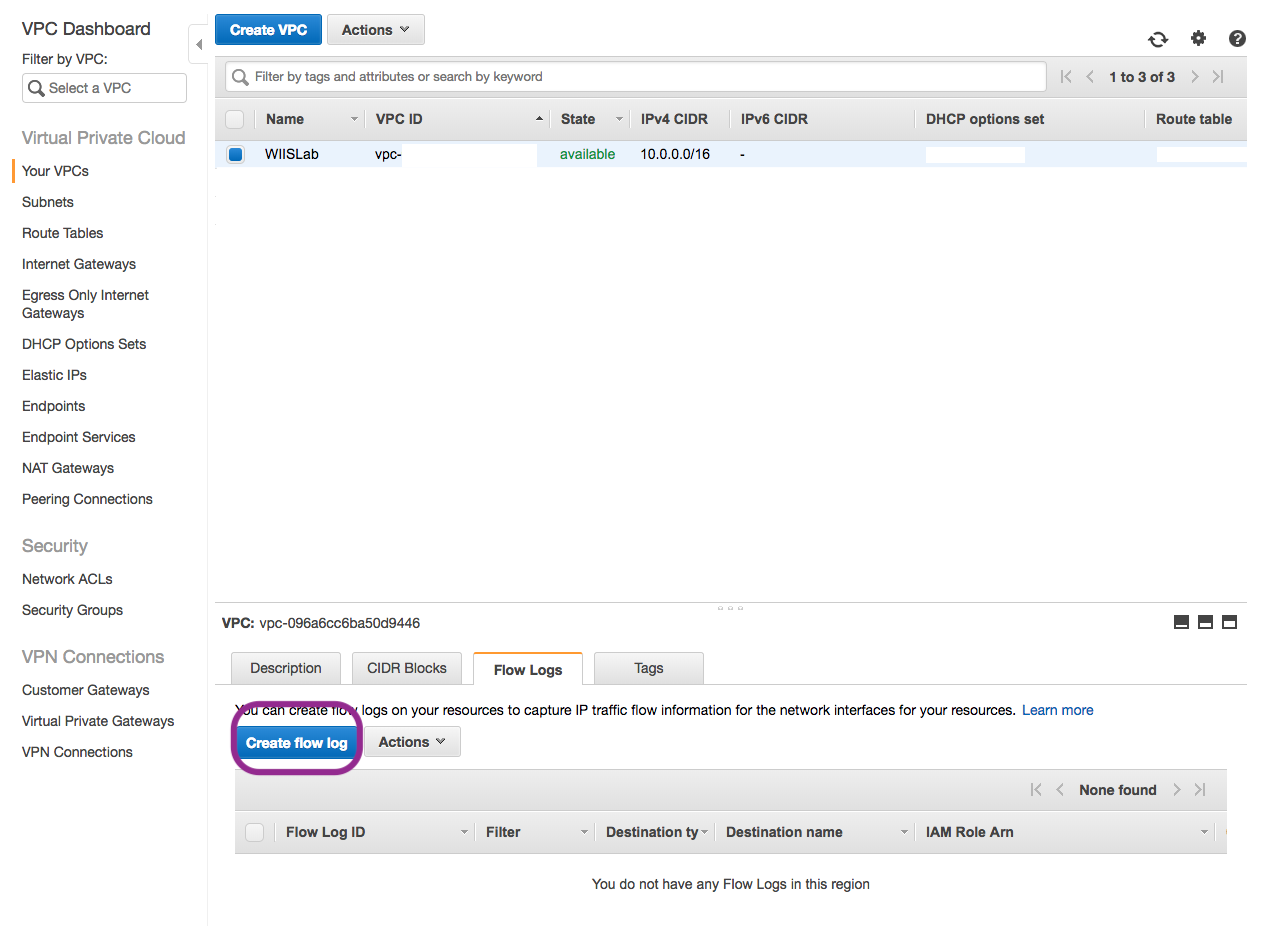 VPC Dashboard
Filter by VPC:
Select a VPC
Virtual Private Cloud
Your VPCs
Subnets
Route Tables
Internet Gateways
Egress Only Internet
Gateways
DHCP Options Sets
Elastic IPs
Endpoints
Endpoint Services
NAT Gateways
Peering Connections
Security
Network ACLs
Security Groups
VPN Connections
Customer Gateways
Virtual Private Gateways
VPN Connections
Create VPC Actions
Filter by tags and attributes or search by keyword 1 to 3 of 3
Name VPC ID State IPv4 CIDR IPv6 CIDR DHCP options set Route table
WIISLab vpc- available 10.0.0.0/16 -
VPC: vpc-096a6cc6ba50d9446
Description CIDR Blocks Flow Logs Tags
You can create flow logs on your resources to capture IP traffic flow information for the network interfaces for your resources. Learn more
Create flow log Actions
None found
Flow Log ID Filter Destination ty Destination name IAM Role Arn
You do not have any Flow Logs in this region